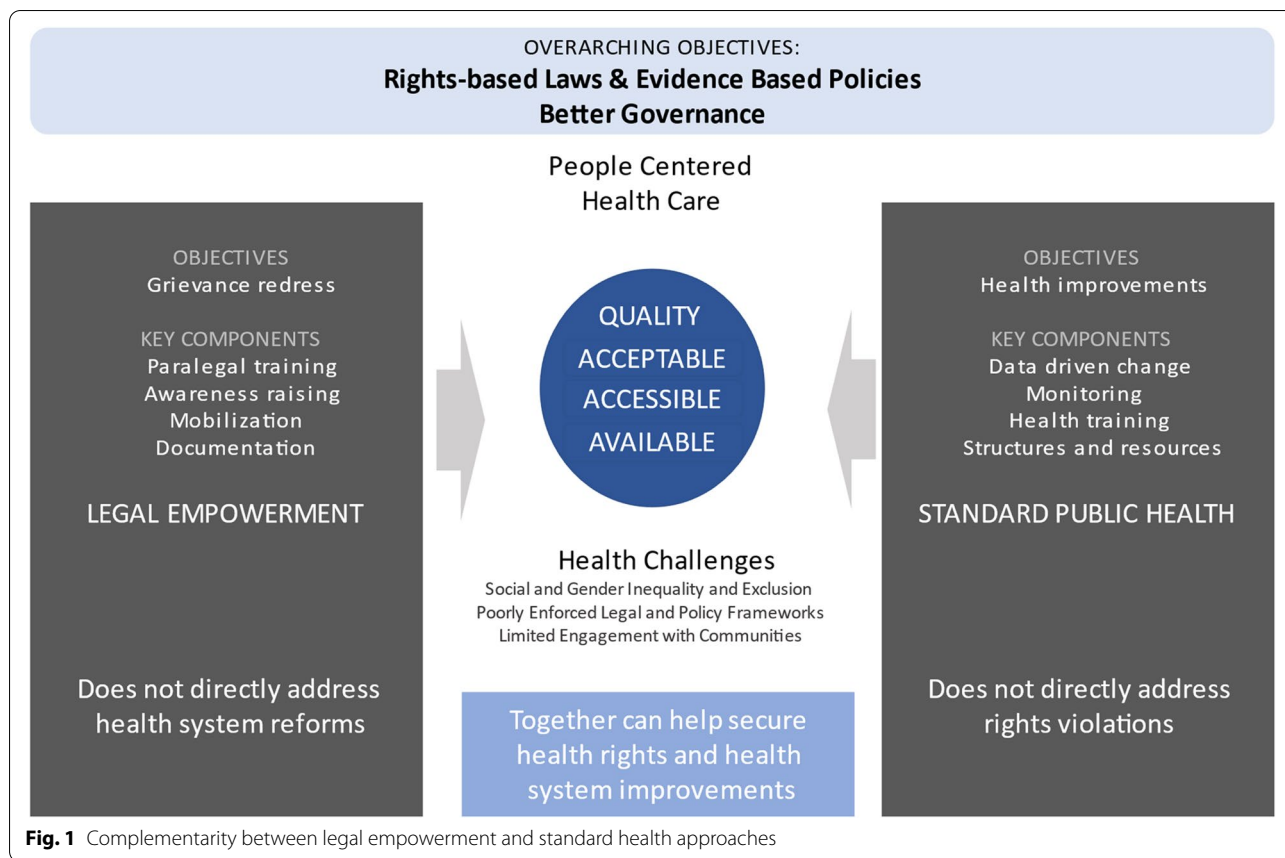 OVERARCHING OBJECTIVES:
Rights-based Laws & Evidence Based Policies
Better Governance
People Centered
Health Care
OBJECTIVES
Grievance redress
KEY COMPONENTS
Paralegal training
Awareness raising
Mobilization
Documentation
LEGAL EMPOWERMENT
Does not directly address
health system reforms
QUALITY
ACCEPTABLE
ACCESSIBLE
AVAILABLE
Health Challenges
Social and Gender Inequality and Exclusion
Poorly Enforced Legal and Policy Frameworks
Limited Engagement with Communities
Together can help secure
health rights and health
system improvements
OBJECTIVES
Health improvements
KEY COMPONENTS
Data driven change
Monitoring
Health training
Structures and resources
STANDARD PUBLIC HEALTH
Does not directly address
rights violations
Fig. 1 Complementarity between legal empowerment and standard health approaches